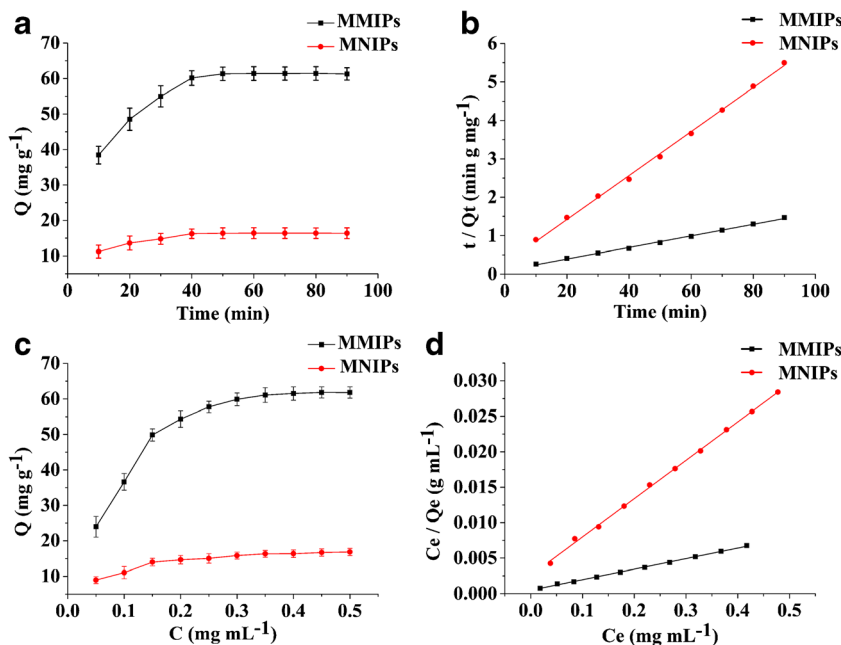 a
MMIPs
MNIPs
70
60
50
40
30
20
10
Q (mg g-1)
0 20 40 60 80 100
Time (min)
b
MMIPs
MNIPs
6
5
4
3
2
1
0
t / Qt (min g mg-1)
0 20 40 60 80 100
Time (min)
c
MMIPs
MNIPs
70
60
50
40
30
20
10
Q (mg g-1)
0.0 0.1 0.2 0.3 0.4 0.5
C (mg mL-1)
d
MMIPs
MNIPs
0.030
0.025
0.020
0.015
0.010
0.005
0.000
Ce / Qe (g mL-1)
0.0 0.1 0.2 0.3 0.4 0.5
Ce (mg mL-1)